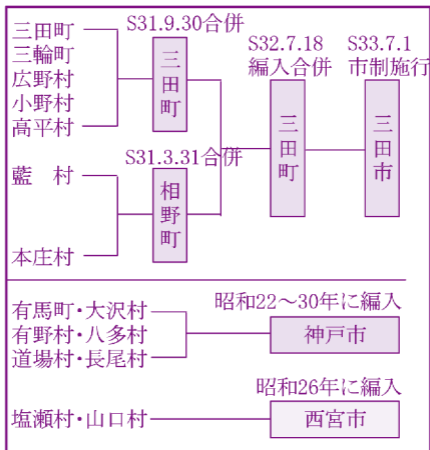 三田町
三輪町
広野村
小野村
高平村
S31.9.30合併
三田町
藍　村
本庄村
S31.3.31合併
相野町
S32.7.18
編入合併
三田町
S33.7.1
市制施行
三田市
有馬町・大沢村
有野村・八多村
道場村・長尾村
昭和22～30年に編入
神戸市
塩瀬村・山口村
昭和26年に編入
西宮市